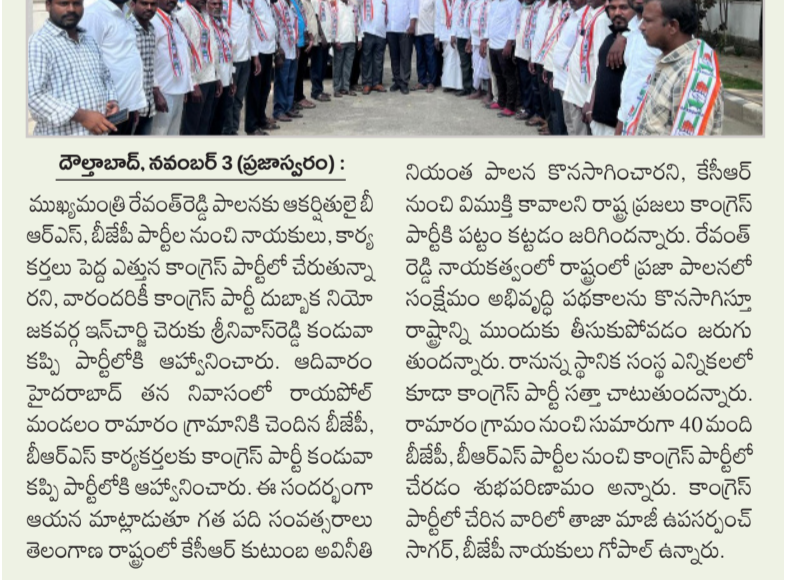 దౌల్తాబాద్, నవంబర్ 3 (ప్రజాస్వరం) :
ముఖ్యమంత్రి రేవంత్‌రెడ్డి పాలనకు ఆకర్షితులై బీ
ఆర్ఎస్, బీజేపీ పార్టీల నుంచి నాయకులు, కార్య
కర్తలు పెద్ద ఎత్తున కాంగ్రెస్ పార్టీలో చేరుతున్నా
రని, వారందరికీ కాంగ్రెస్ పార్టీ దుబ్బాక నియో
జకవర్గ ఇన్‌చార్జి చెరుకు శ్రీనివాస్‌రెడ్డి కండువా
కప్పి పార్టీలోకి ఆహ్వానించారు. ఆదివారం
హైదరాబాద్ తన నివాసంలో రాయపోల్
మండలం రామారం గ్రామానికి చెందిన బీజేపీ,
బీఆర్ఎస్ కార్యకర్తలకు కాంగ్రెస్ పార్టీ కండువా
కప్పి పార్టీలోకి ఆహ్వానించారు. ఈ సందర్భంగా
ఆయన మాట్లాడుతూ గత పది సంవత్సరాలు
తెలంగాణ రాష్ట్రంలో కేసీఆర్ కుటుంబ అవినీతి
నియంత పాలన కొనసాగించారని, కేసీఆర్
నుంచి విముక్తి కావాలని రాష్ట్ర ప్రజలు కాంగ్రెస్
పార్టీకి పట్టం కట్టడం జరిగిందన్నారు. రేవంత్
రెడ్డి నాయకత్వంలో రాష్ట్రంలో ప్రజా పాలనలో
సంక్షేమం అభివృద్ధి పథకాలను కొనసాగిస్తూ
రాష్ట్రాన్ని ముందుకు తీసుకుపోవడం జరుగు
తుందన్నారు. రానున్న స్థానిక సంస్థ ఎన్నికలలో
కూడా కాంగ్రెస్ పార్టీ సత్తా చాటుతుందన్నారు.
రామారం గ్రామం నుంచి సుమారుగా 40 మంది
బీజేపీ, బీఆర్ఎస్ పార్టీల నుంచి కాంగ్రెస్ పార్టీలో
చేరడం శుభపరిణామం అన్నారు. కాంగ్రెస్
పార్టీలో చేరిన వారిలో తాజా మాజీ ఉపసర్పంచ్
సాగర్, బీజేపీ నాయకులు గోపాల్ ఉన్నారు.